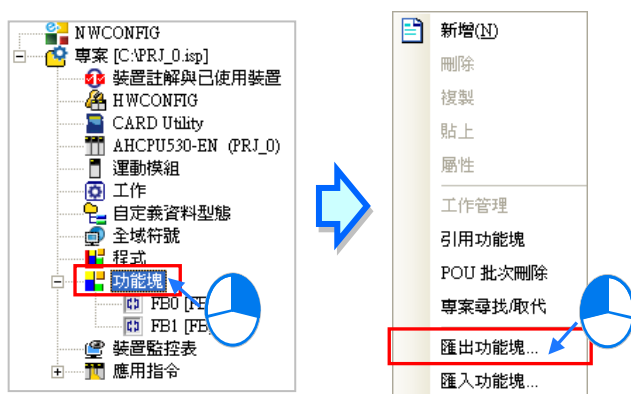 NWCONFIG
專案 [C:\PRJ_0.isp]
裝置註解與已使用裝置
HWCONFIG
CARD Utility
AHCPU530-EN (PRJ_0)
運動模組
工作
自定義資料型態
全域符號
程式
功能塊
FB0 [FB
FB1 [FB
裝置監控表
應用指令
新增(N)
刪除
複製
貼上
屬性
工作管理
引用功能塊
POU 批次刪除
專案尋找/取代
匯出功能塊...
匯入功能塊...